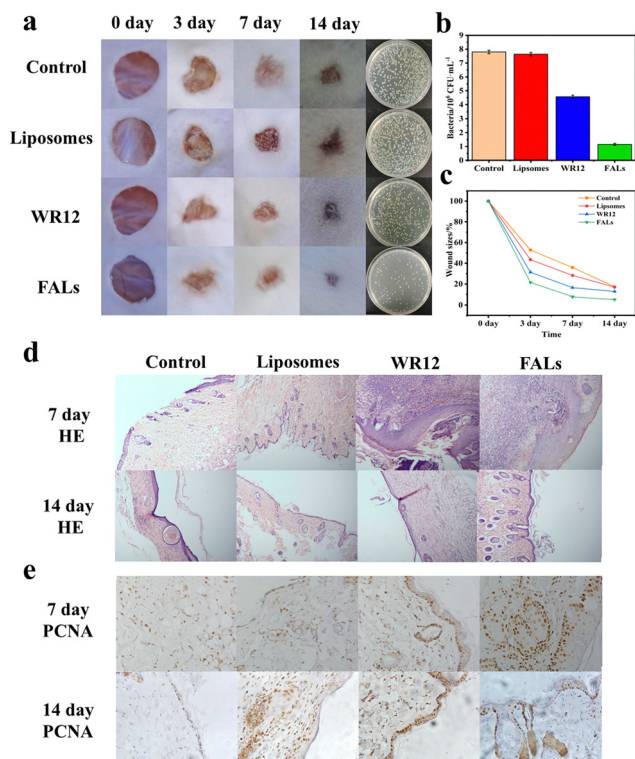 a
0 day 3 day 7 day 14 day
Control
Liposomes
WR12
FALs
b
Bacteria/10⁶ CFU·mL⁻¹
9
8
7
6
5
4
3
2
1
0
Control Lipsomes WR12 FALs
c
Wound sizes/%
100
80
60
40
20
0
Control
Lipsomes
WR12
FALs
0 day 3 day 7 day 14 day
Time
d
Control Liposomes WR12 FALs
7 day
HE
14 day
HE
e
7 day
PCNA
14 day
PCNA